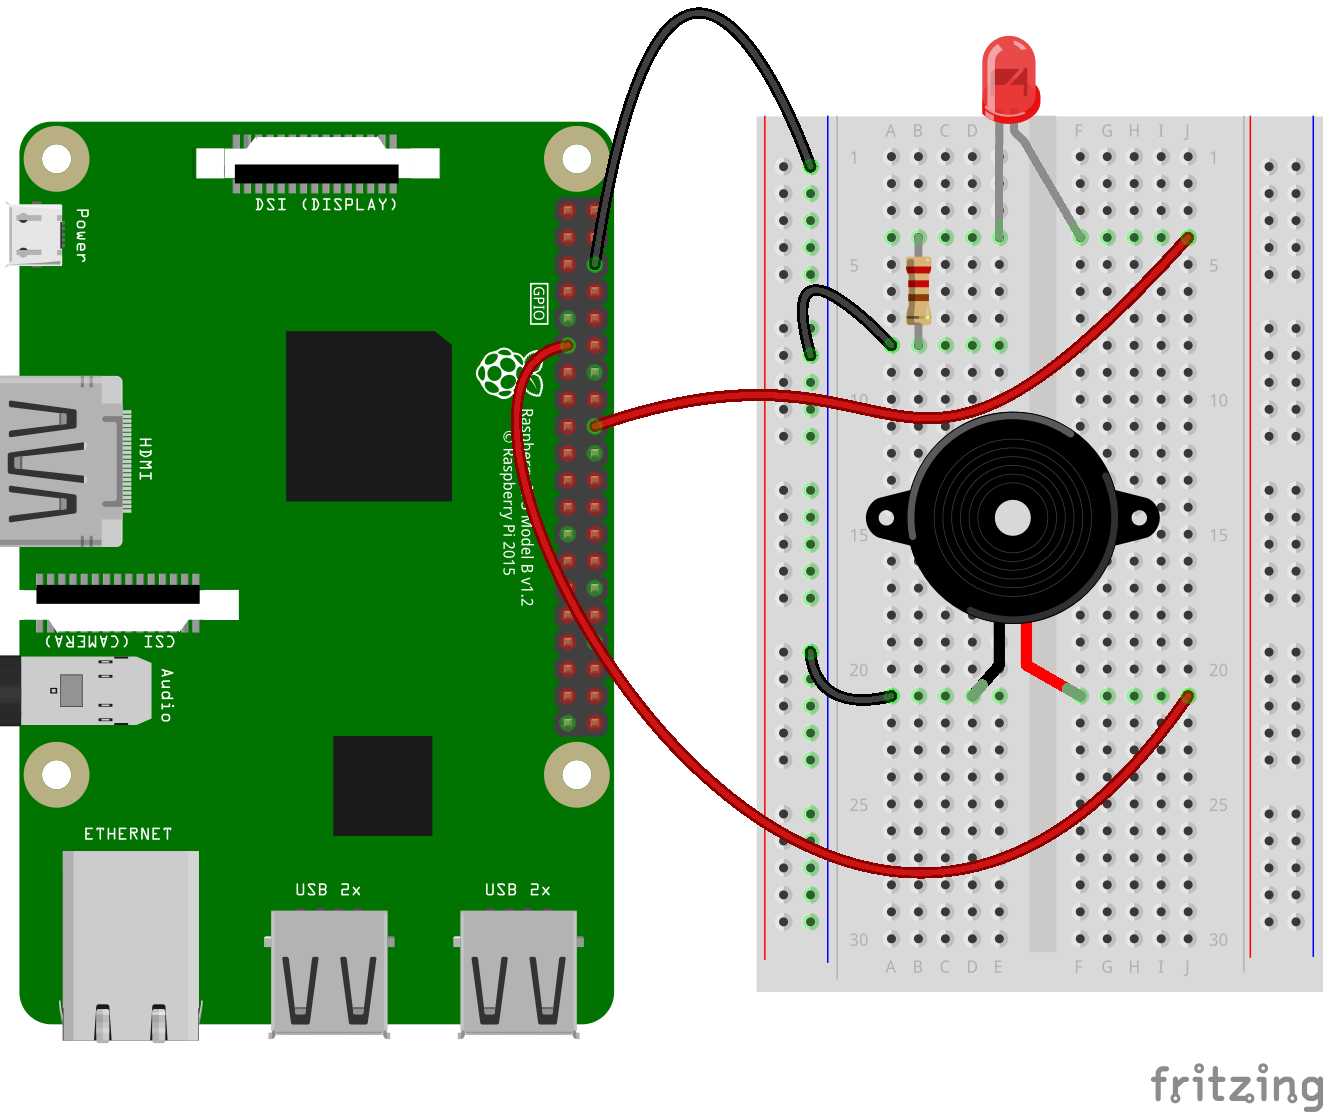 DSI (DISPLAY)
Power
GPIO
HDMI
Raspberry Pi 3 Model B v1.2
© Raspberry Pi 2015
CSI (CAMERA)
Audio
ETHERNET
USB 2x
USB 2x
A B C D F G H I J
1 1
5 5
10 10
15 15
20 20
25 25
30 30
A B C D E F G H I J
fritzing